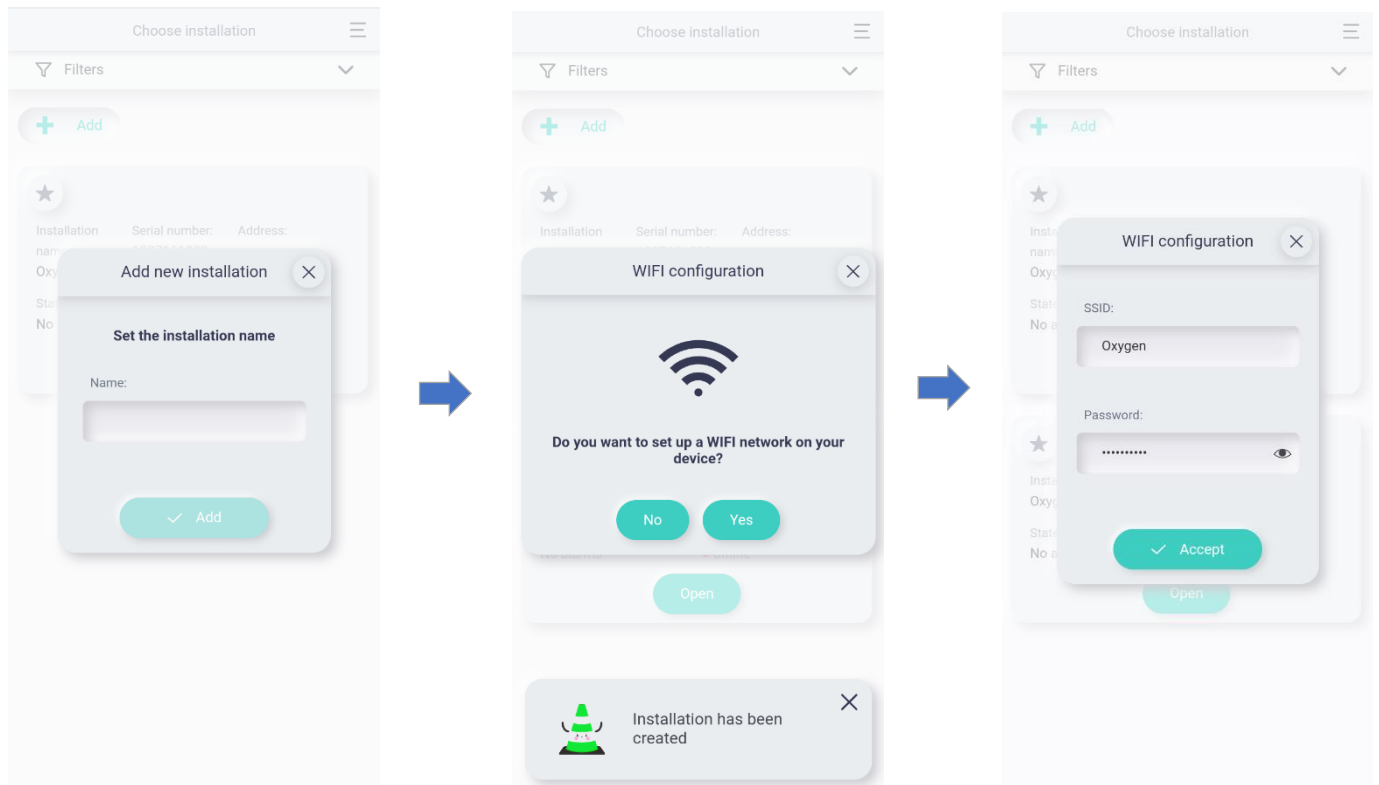 Choose installation
Filters
Add
Installation Serial number: Address:
Add new installation
No
Set the installation name
Name:
Add
Choose installation
Filters
Add
Installation Serial number: Address:
WIFI configuration
Do you want to set up a WIFI network on your
device?
No Yes
Open
Installation has been
created
Choose installation
Filters
Add
WIFI configuration
SSID:
Oxygen
No
Password:
••••••••••
Accept
Open